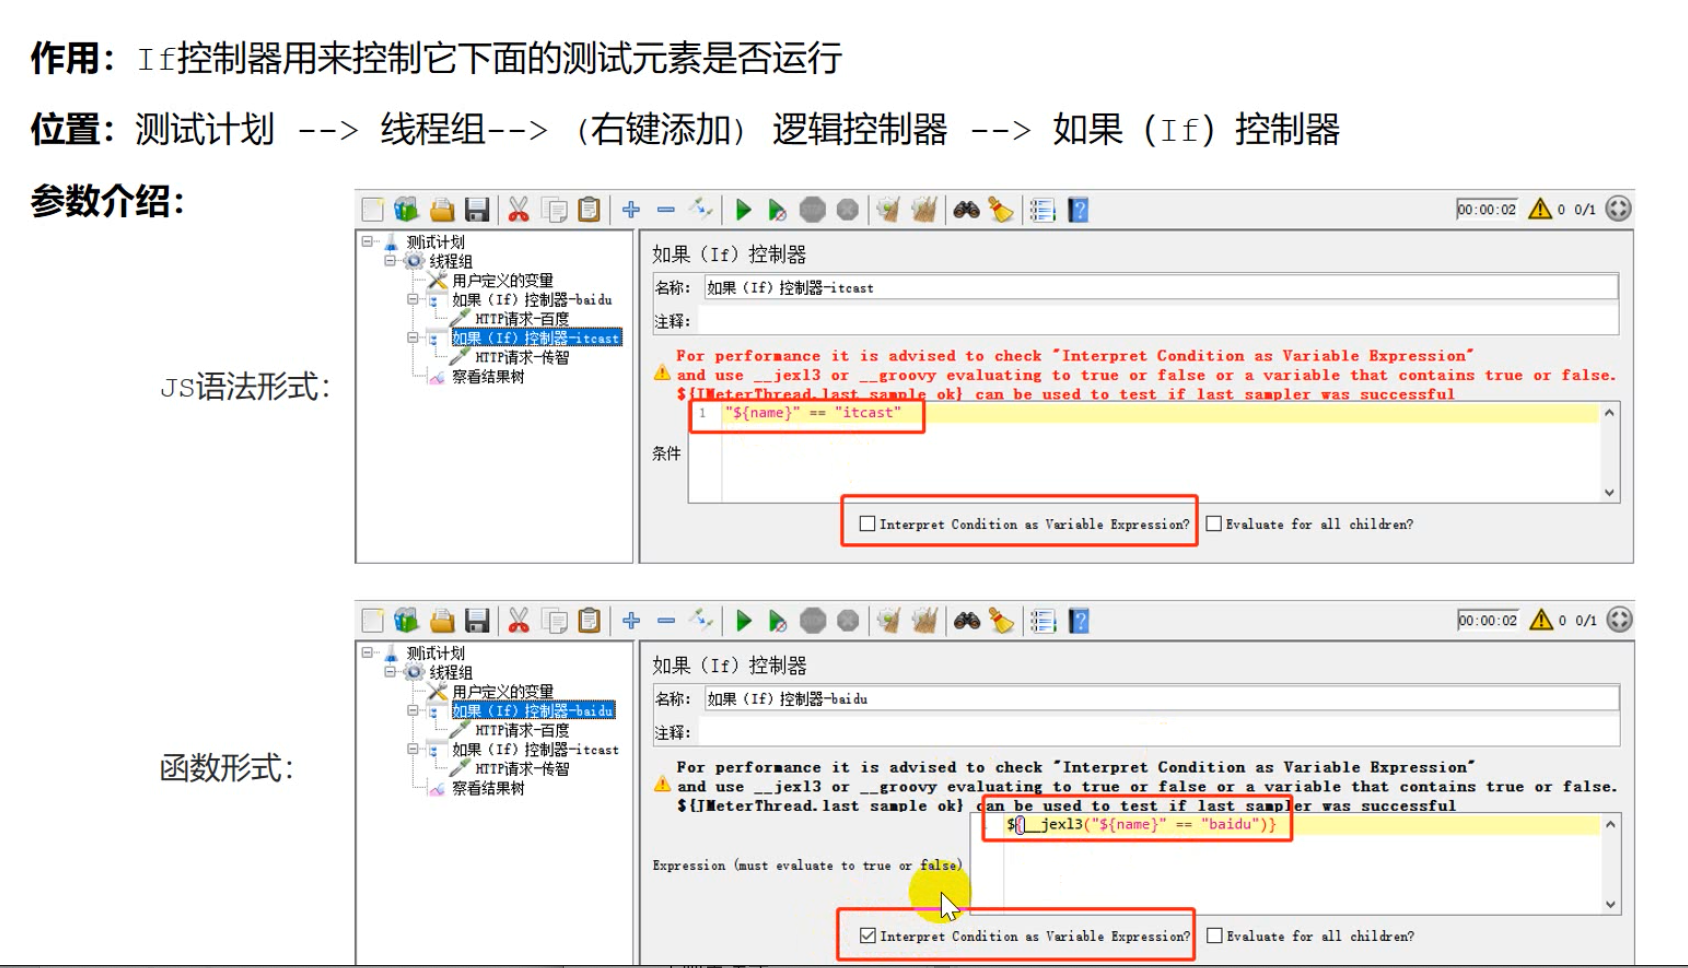 作用：If控制器用来控制它下面的测试元素是否运行
位置：测试计划 --> 线程组--> （右键添加） 逻辑控制器 --> 如果（If）控制器
参数介绍：
00:00:02 0 0/1
测试计划
线程组
用户定义的变量
如果（If）控制器-baidu
HTTP请求-百度
如果（If）控制器-itcast
HTTP请求-传智
察看结果树
JS语法形式：
如果（If）控制器
名称： 如果（If）控制器-itcast
注释：
For performance it is advised to check "Interpret Condition as Variable Expression"
and use __jexl3 or __groovy evaluating to true or false or a variable that contains true or false.
${JMeterThread.last_sample_ok} can be used to test if last sampler was successful
1 "${name}" == "itcast"
条件
Interpret Condition as Variable Expression? Evaluate for all children?
00:00:02 0 0/1
测试计划
线程组
用户定义的变量
如果（If）控制器-baidu
HTTP请求-百度
如果（If）控制器-itcast
HTTP请求-传智
察看结果树
函数形式：
如果（If）控制器
名称： 如果（If）控制器-baidu
注释：
For performance it is advised to check "Interpret Condition as Variable Expression"
and use __jexl3 or __groovy evaluating to true or false or a variable that contains true or false.
${JMeterThread.last_sample_ok} can be used to test if last sampler was successful
${__jexl3("${name}" == "baidu")}
Expression (must evaluate to true or false)
Interpret Condition as Variable Expression? Evaluate for all children?